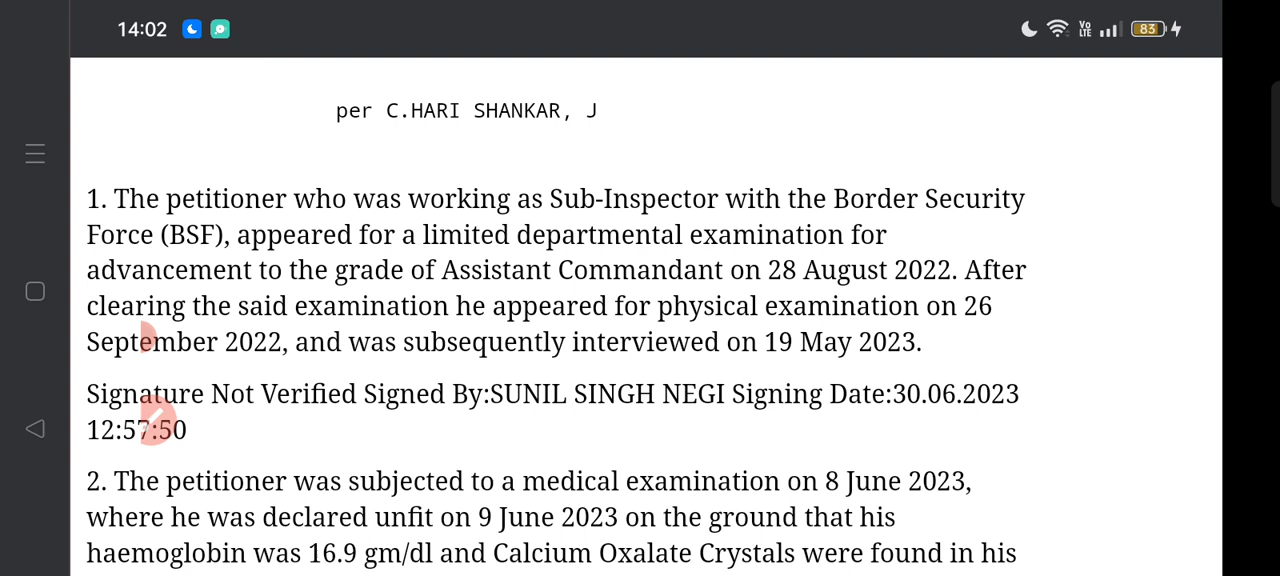 14:02
Vo
LTE
83
per C.HARI SHANKAR, J
1. The petitioner who was working as Sub-Inspector with the Border Security
Force (BSF), appeared for a limited departmental examination for
advancement to the grade of Assistant Commandant on 28 August 2022. After
clearing the said examination he appeared for physical examination on 26
September 2022, and was subsequently interviewed on 19 May 2023.
Signature Not Verified Signed By:SUNIL SINGH NEGI Signing Date:30.06.2023
12:57:50
2. The petitioner was subjected to a medical examination on 8 June 2023,
where he was declared unfit on 9 June 2023 on the ground that his
haemoglobin was 16.9 gm/dl and Calcium Oxalate Crystals were found in his